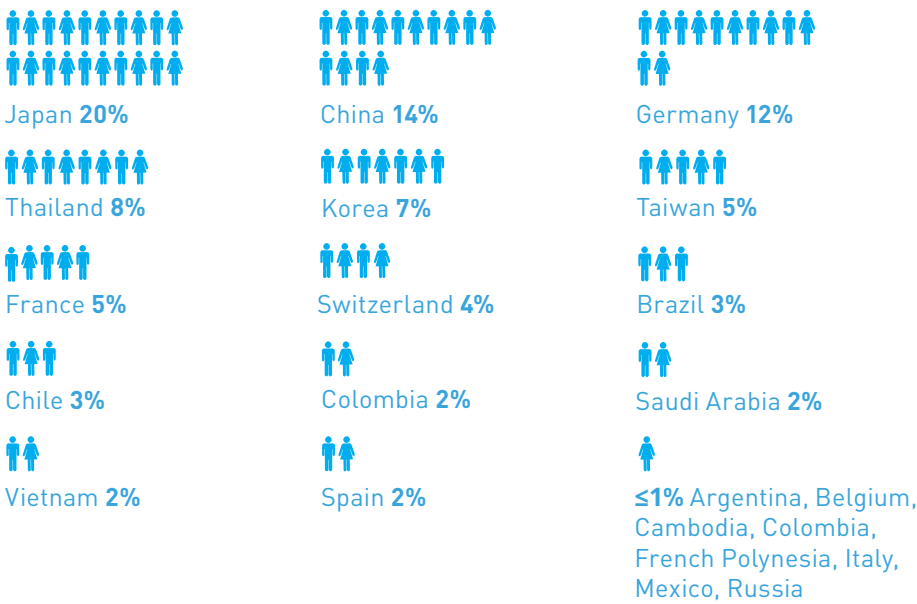 Japan 20%
China 14%
Germany 12%
Thailand 8%
Korea 7%
Taiwan 5%
France 5%
Switzerland 4%
Brazil 3%
Chile 3%
Colombia 2%
Saudi Arabia 2%
Vietnam 2%
Spain 2%
≤1% Argentina, Belgium,
Cambodia, Colombia,
French Polynesia, Italy,
Mexico, Russia